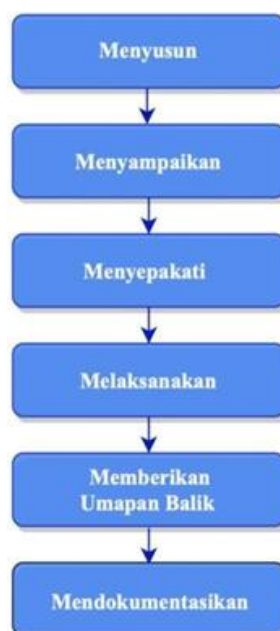 Menyusun
Menyampaikan
Menyepakati
Melaksanakan
Memberikan
Umapan Balik
Mendokumentasikan